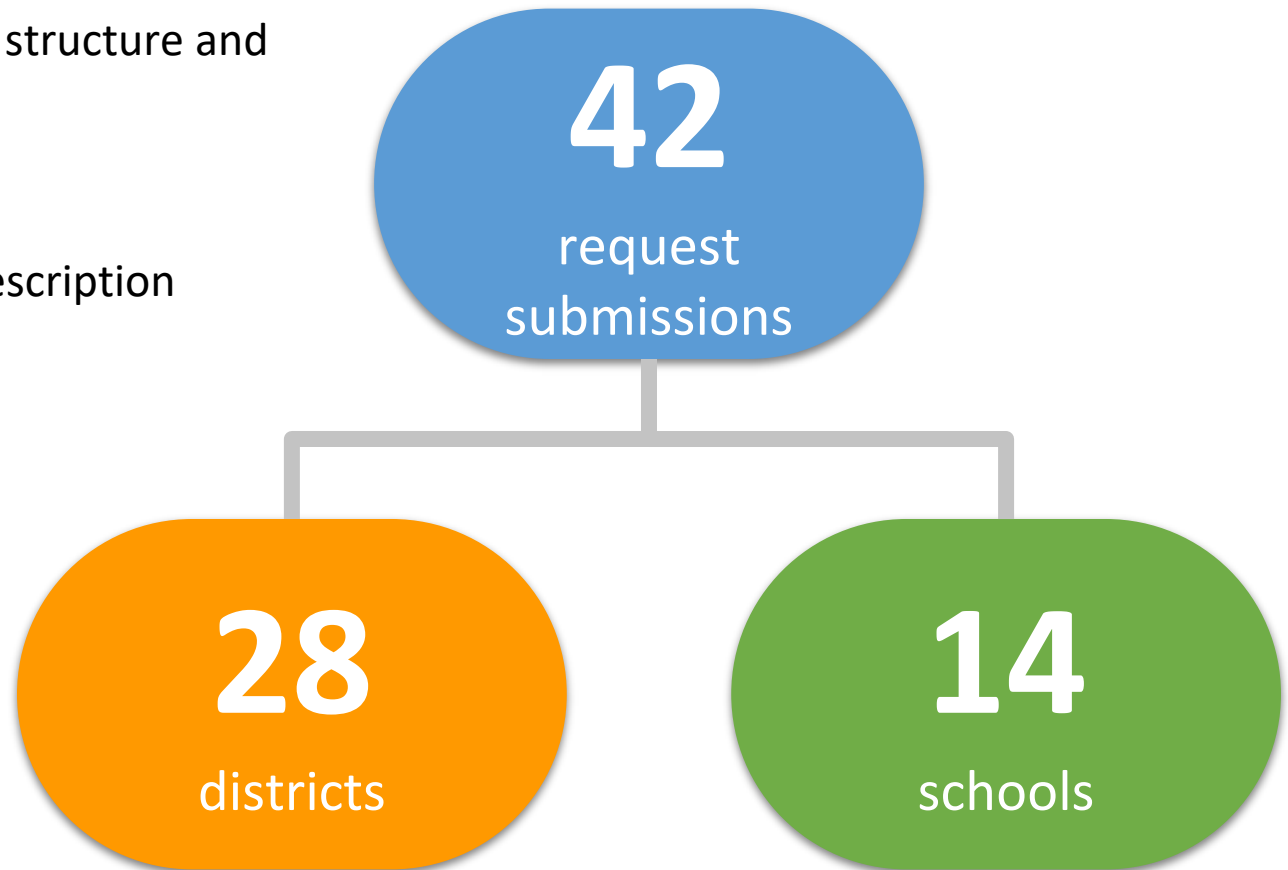 structure and
42
request
submissions
escription
28
districts
14
schools